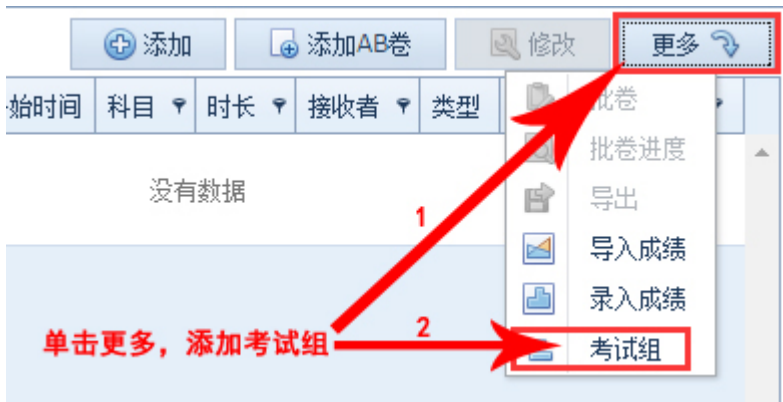 添加 添加AB卷 修改 更多
始时间 科目 时长 接收者 类型
批卷
没有数据
批卷进度
导出
1
导入成绩
录入成绩
单击更多，添加考试组
2
考试组